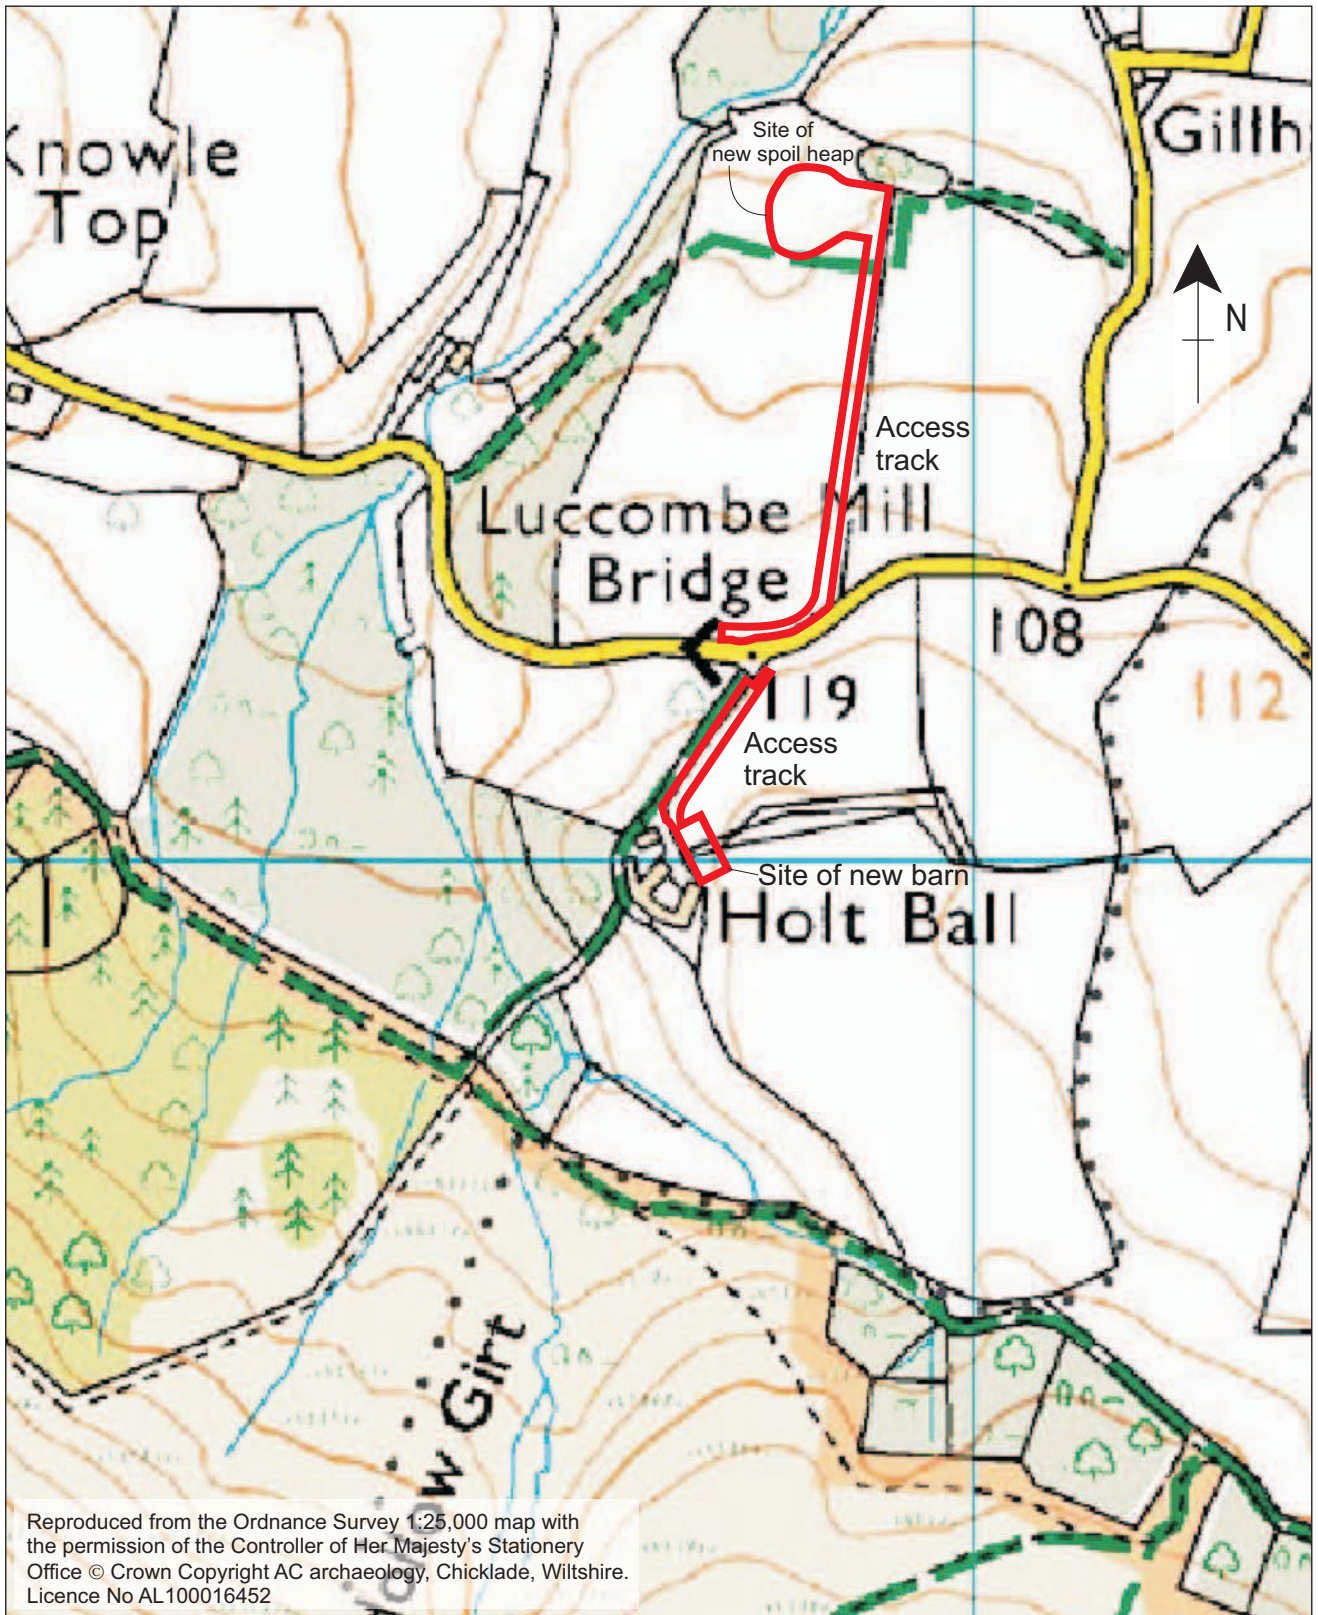 Site of
new spoil heap
Knowle
Top
Gillh
N
Access
track
Luccombe Mill
Bridge
108
119
112
Access
track
Site of new barn
Holt Ball
Girt
Reproduced from the Ordnance Survey 1:25,000 map with
the permission of the Controller of Her Majesty's Stationery
Office © Crown Copyright AC archaeology, Chicklade, Wiltshire.
Licence No AL100016452